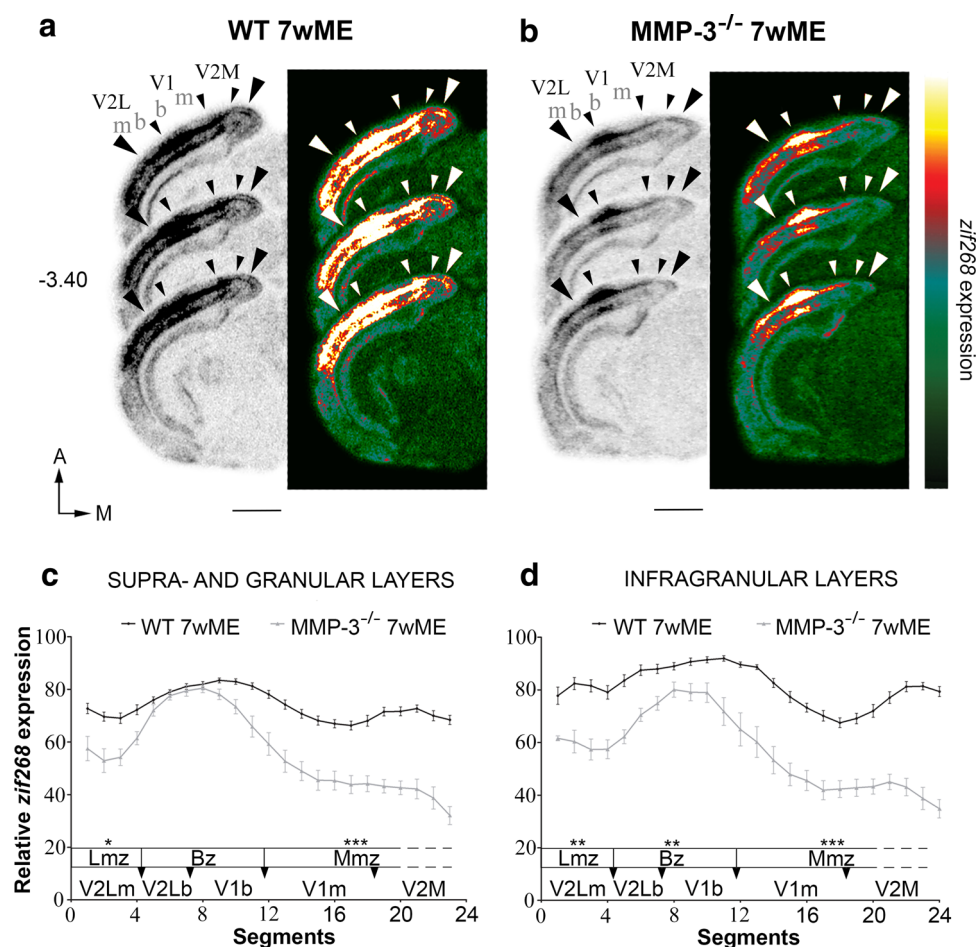 a
WT 7wME
b
MMP-3-/- 7wME
V2L
V1
V2M
m
b
b
m
V2L
V1
V2M
m
b
b
m
-3.40
zif268 expression
A
M
c
SUPRA- AND GRANULAR LAYERS
WT 7wME
MMP-3-/- 7wME
Relative zif268 expression
100
80
60
40
20
0
*
***
Lmz
Bz
Mmz
V2Lm
V2Lb
V1b
V1m
V2M
0
4
8
12
16
20
24
Segments
d
INFRAGRANULAR LAYERS
WT 7wME
MMP-3-/- 7wME
100
80
60
40
20
0
**
**
***
Lmz
Bz
Mmz
V2Lm
V2Lb
V1b
V1m
V2M
0
4
8
12
16
20
24
Segments